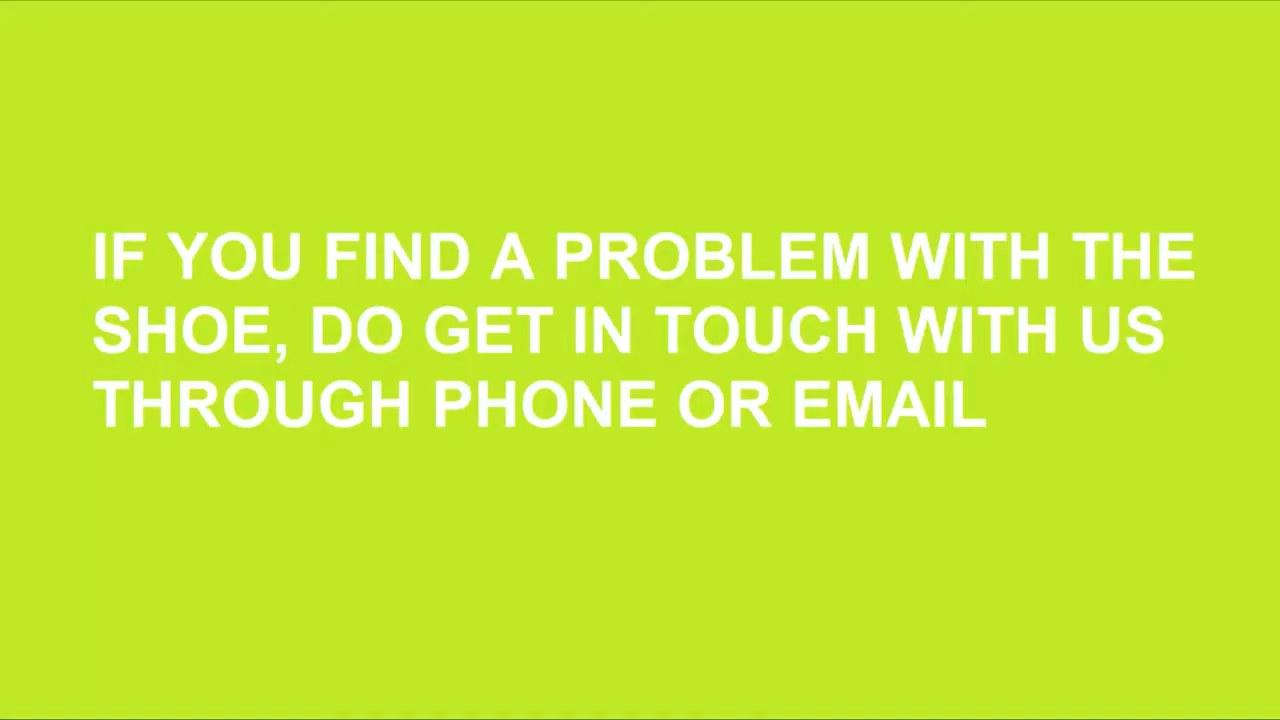 IF YOU FIND A PROBLEM WITH THE
SHOE, DO GET IN TOUCH WITH US
THROUGH PHONE OR EMAIL